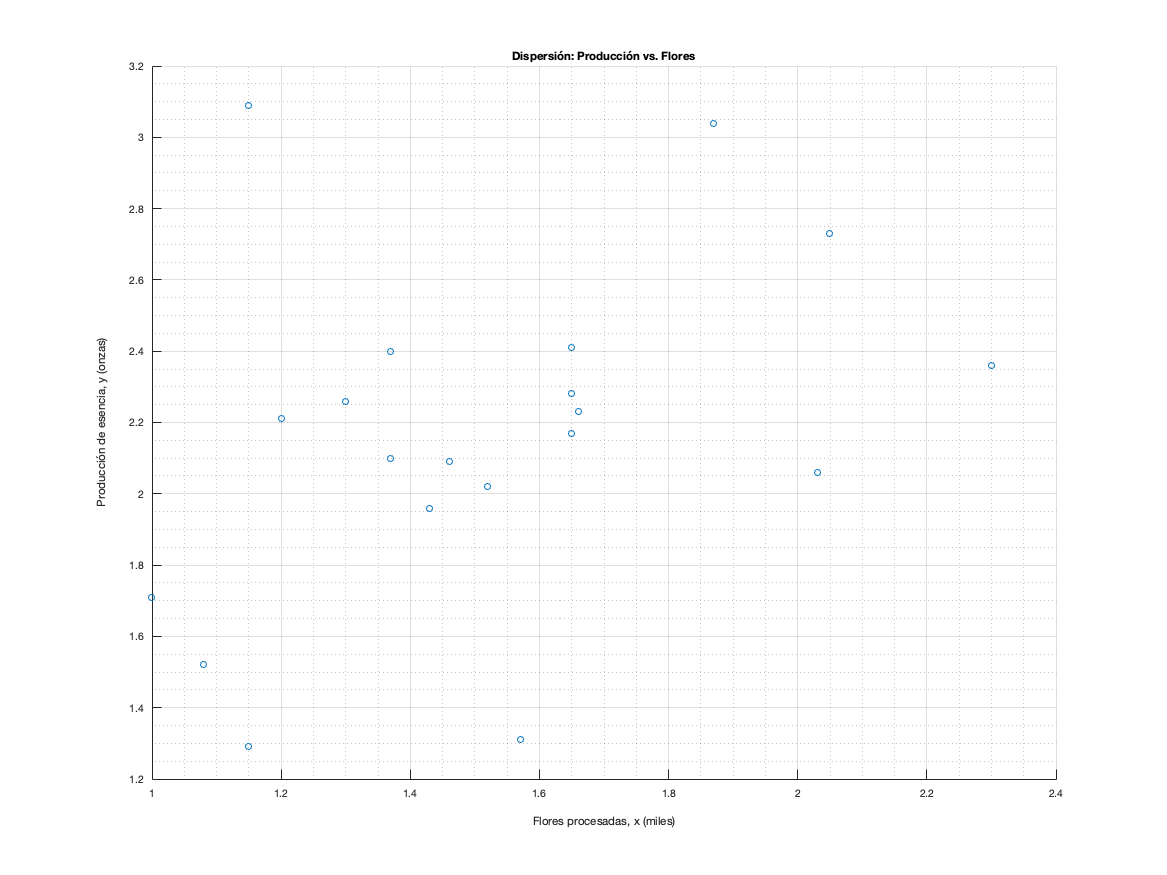 Dispersión: Producción vs. Flores
3.2
3
2.8
2.6
2.4
2.2
2
1.8
1.6
1.4
1.2
Producción de esencia, y (onzas)
1 1.2 1.4 1.6 1.8 2 2.2 2.4
Flores procesadas, x (miles)